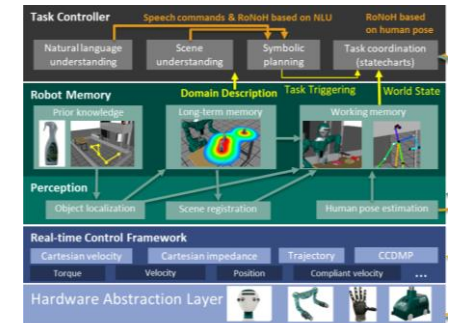 Task Controller
Speech commands & RoNoH based on NLU
RoNoH based
on human pose
Natural language
understanding
Scene
understanding
Symbolic
planning
Task coordination
(statecharts)
Domain Description
Task Triggering
World State
Robot Memory
Prior knowledge
Long-term memory
Working memory
Perception
Object localization
Scene registration
Human pose estimation
Real-time Control Framework
Cartesian velocity
Cartesian impedance
Trajectory
CCDMP
Torque
Velocity
Position
Compliant velocity
...
Hardware Abstraction Layer